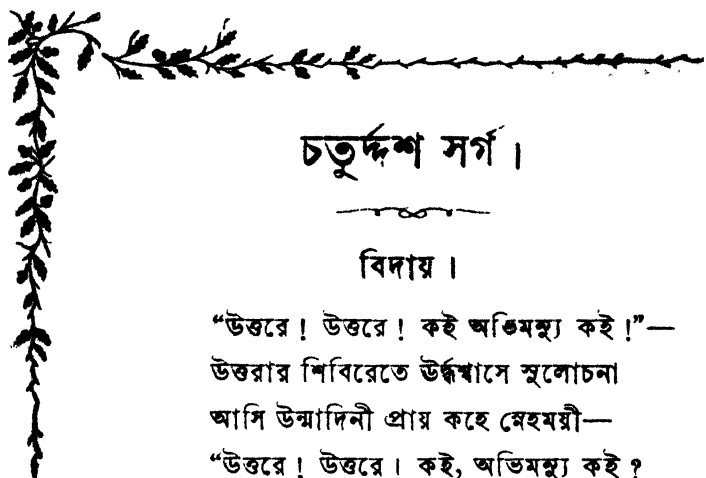 চতুর্দ্দশ সর্গ।
বিদায়।
“উত্তরে! উত্তরে! কই অভিমন্যু কই!”—
উত্তরার শিবিরেতে ঊর্দ্ধশ্বাসে সুলোচনা
আসি উন্মাদিনী প্রায় কহে স্নেহময়ী—
“উত্তরে! উত্তরে। কই, অভিমন্যু কই?